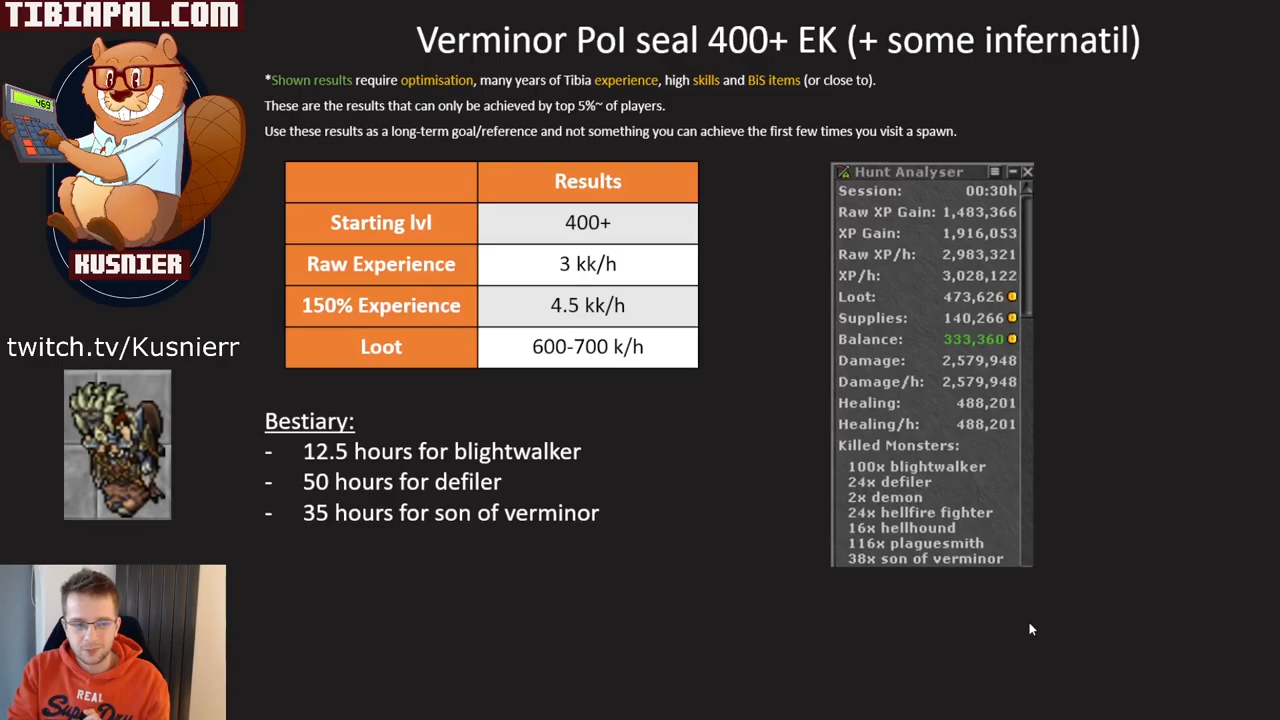 TIBIAPAL.COM
469
KUSNIER
twitch.tv/Kusnierr
REAL
Verminor PoI seal 400+ EK (+ some infernatil)
*Shown results require optimisation, many years of Tibia experience, high skills and BiS items (or close to).
These are the results that can only be achieved by top 5%~ of players.
Use these results as a long-term goal/reference and not something you can achieve the first few times you visit a spawn.
Results
Starting lvl 400+
Raw Experience 3 kk/h
150% Experience 4.5 kk/h
Loot 600-700 k/h
Bestiary:
- 12.5 hours for blightwalker
- 50 hours for defiler
- 35 hours for son of verminor
Hunt Analyser
Session: 00:30h
Raw XP Gain: 1,483,366
XP Gain: 1,916,053
Raw XP/h: 2,983,321
XP/h: 3,028,122
Loot: 473,626
Supplies: 140,266
Balance: 333,360
Damage: 2,579,948
Damage/h: 2,579,948
Healing: 488,201
Healing/h: 488,201
Killed Monsters:
100x blightwalker
24x defiler
2x demon
24x hellfire fighter
16x hellhound
116x plaguesmith
38x son of verminor